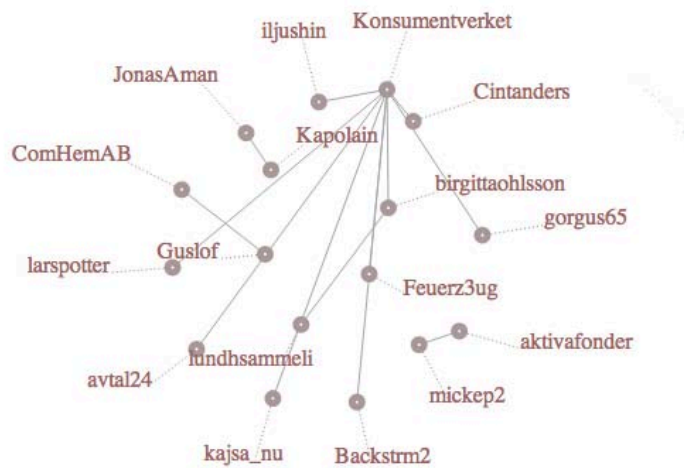 Konsumentverket
iljushin
JonasAman
Cintanders
Kapolain
ComHemAB
birgittaohlsson
gorgus65
Guslof
larspotter
Feuerz3ug
aktivafonder
lundhsammeli
avtal24
mickep2
kajsa_nu
Backstrm2